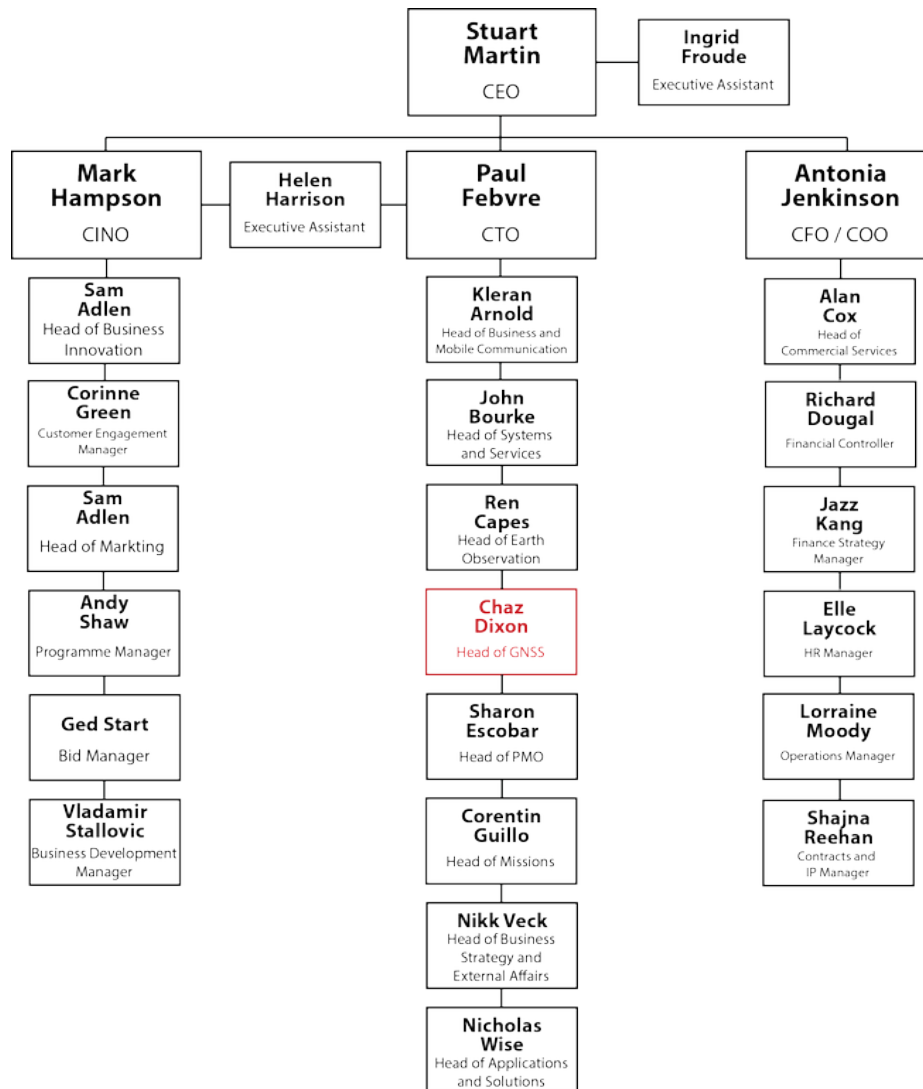 Stuart
Martin
CEO
Ingrid
Froude
Executive Assistant
Mark
Hampson
CINO
Helen
Harrison
Executive Assistant
Paul
Febvre
CTO
Antonia
Jenkinson
CFO / COO
Sam
Adlen
Head of Business
Innovation
Corinne
Green
Customer Engagement
Manager
Sam
Adlen
Head of Markting
Andy
Shaw
Programme Manager
Ged Start
Bid Manager
Vladamir
Stallovic
Business Development
Manager
Kleran
Arnold
Head of Business and
Mobile Communication
John
Bourke
Head of Systems
and Services
Ren
Capes
Head of Earth
Observation
Chaz
Dixon
Head of GNSS
Sharon
Escobar
Head of PMO
Corentin
Guillo
Head of Missions
Nikk Veck
Head of Business
Strategy and
External Affairs
Nicholas
Wise
Head of Applications
and Solutions
Alan
Cox
Head of
Commercial Services
Richard
Dougal
Financial Controller
Jazz
Kang
Finance Strategy
Manager
Elle
Laycock
HR Manager
Lorraine
Moody
Operations Manager
Shajna
Reehan
Contracts and
IP Manager